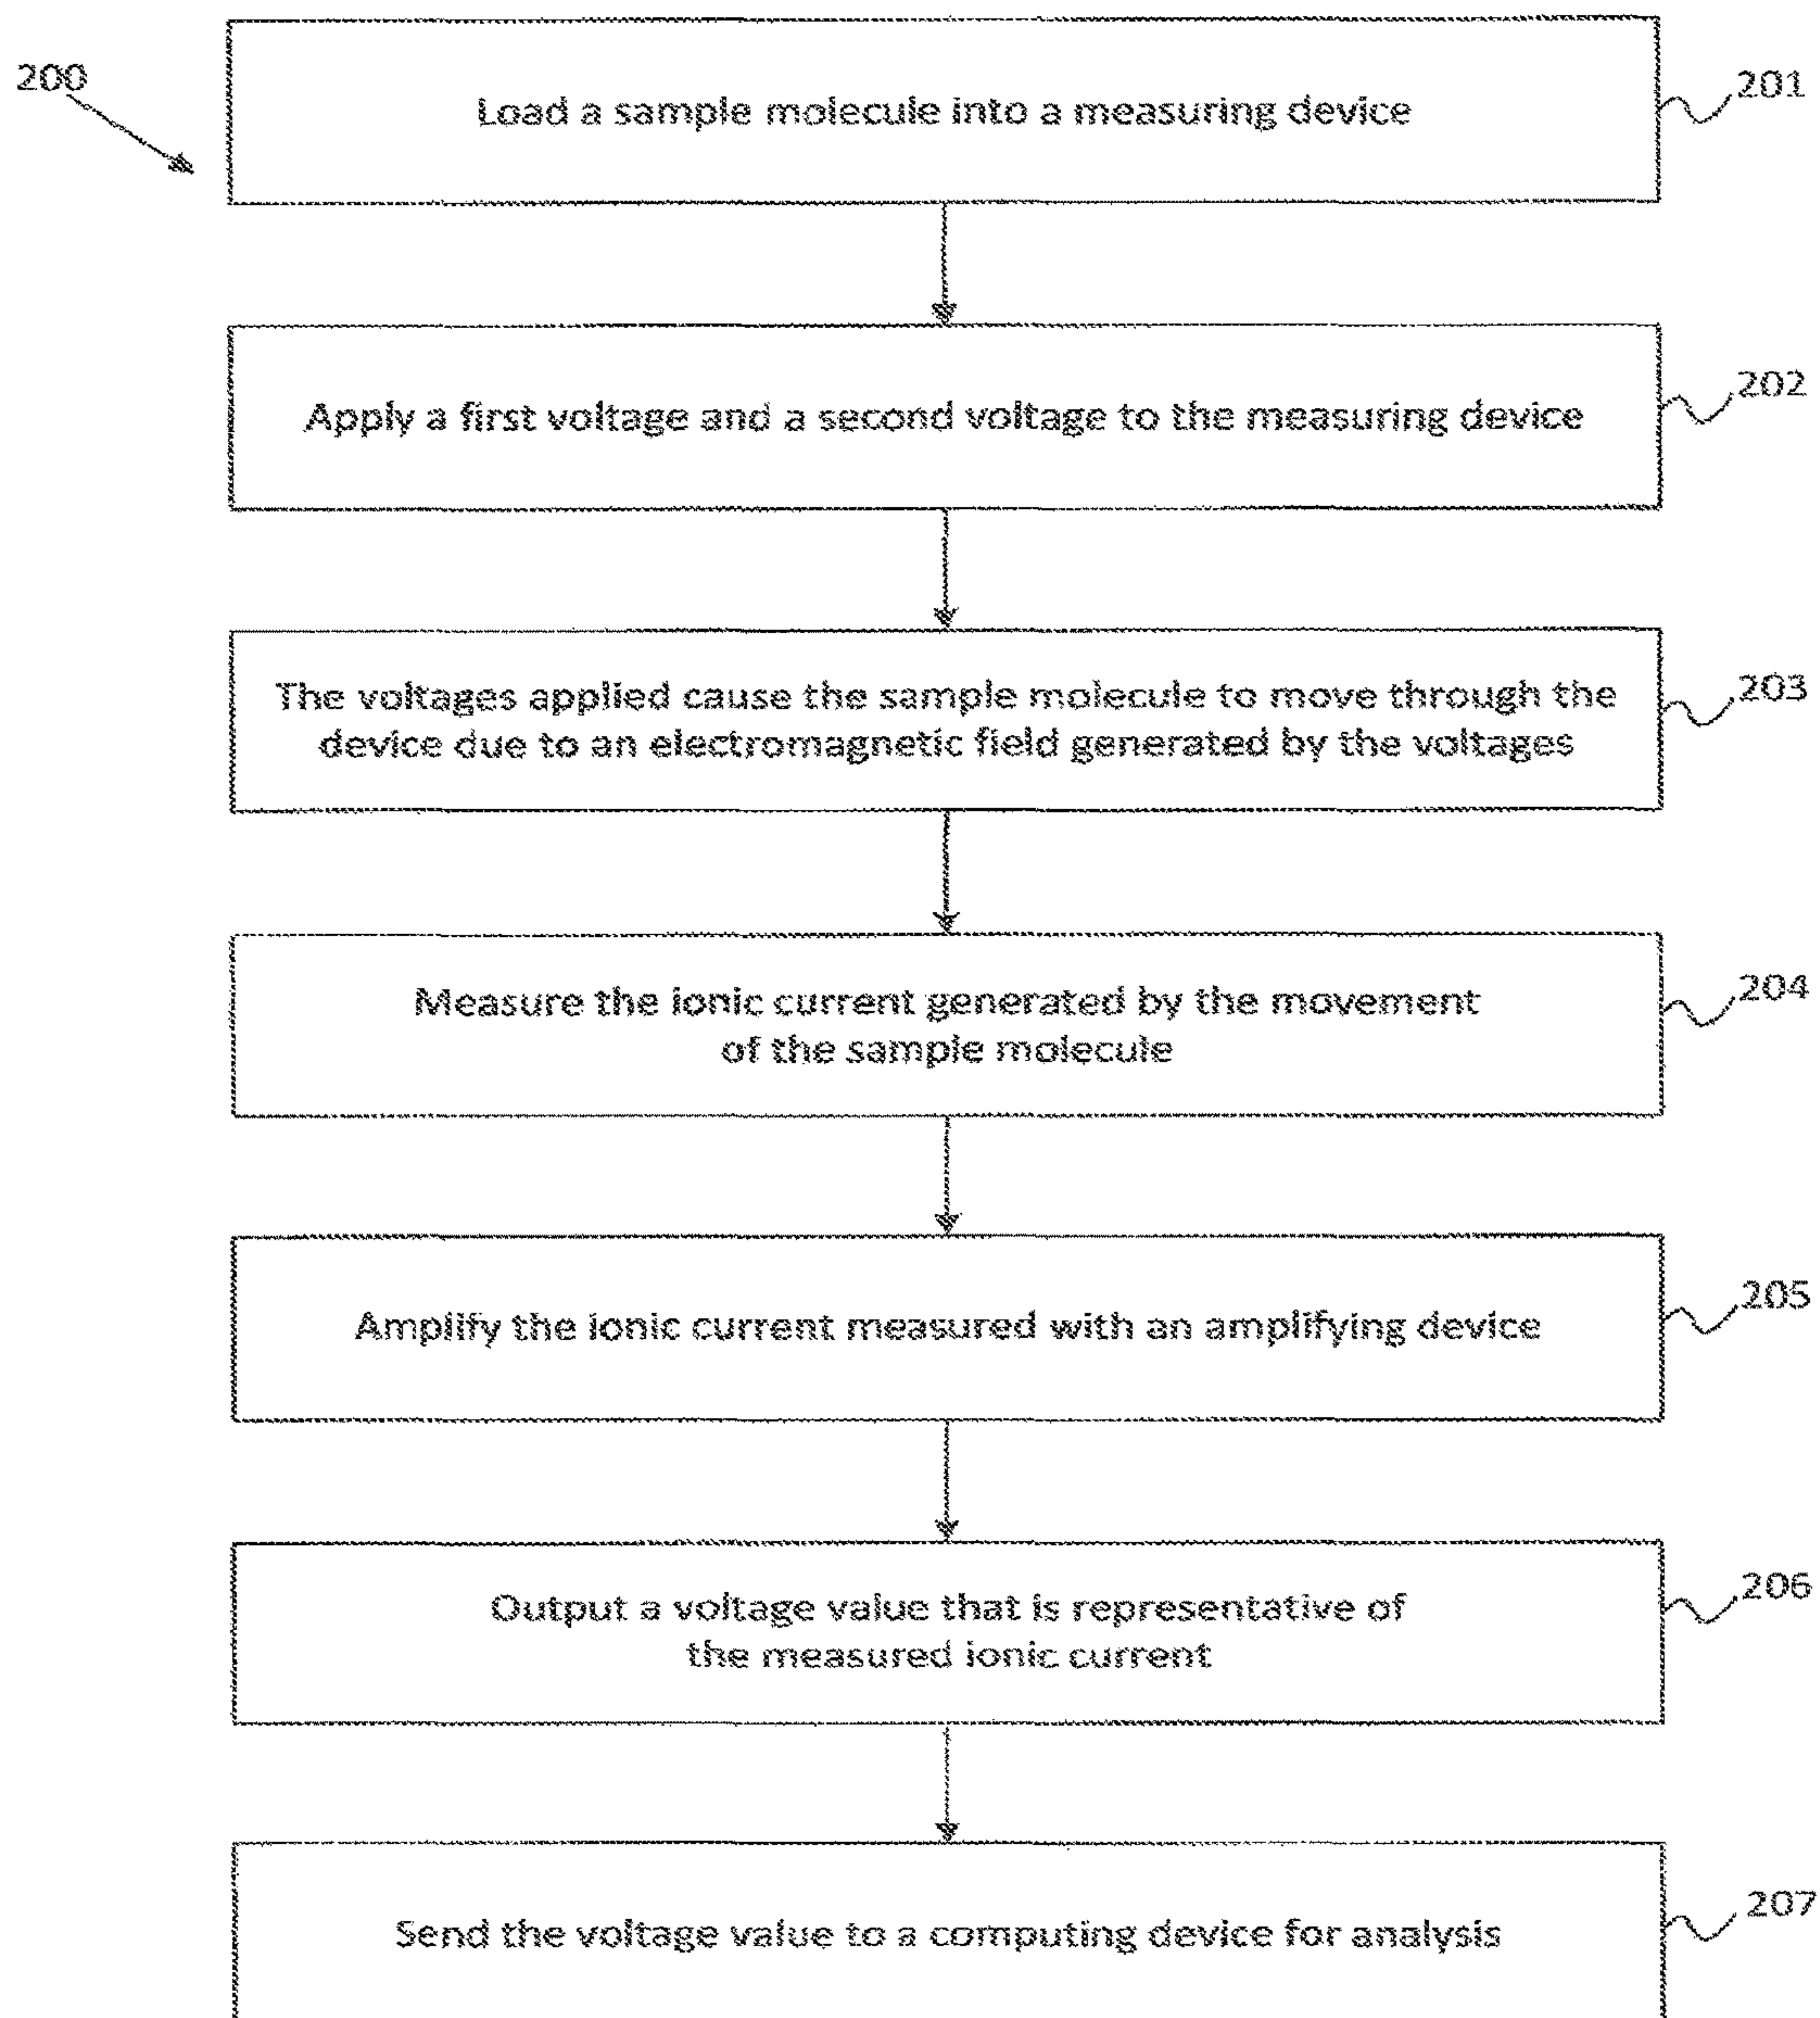 200
Load a sample molecule into a measuring device
201
Apply a first voltage and a second voltage to the measuring device
202
The voltages applied cause the sample molecule to move through the
device due to an electromagnetic field generated by the voltages
203
Measure the ionic current generated by the movement
of the sample molecule
204
Amplify the ionic current measured with an amplifying device
205
Output a voltage value that is representative of
the measured ionic current
206
Send the voltage value to a computing device for analysis
207